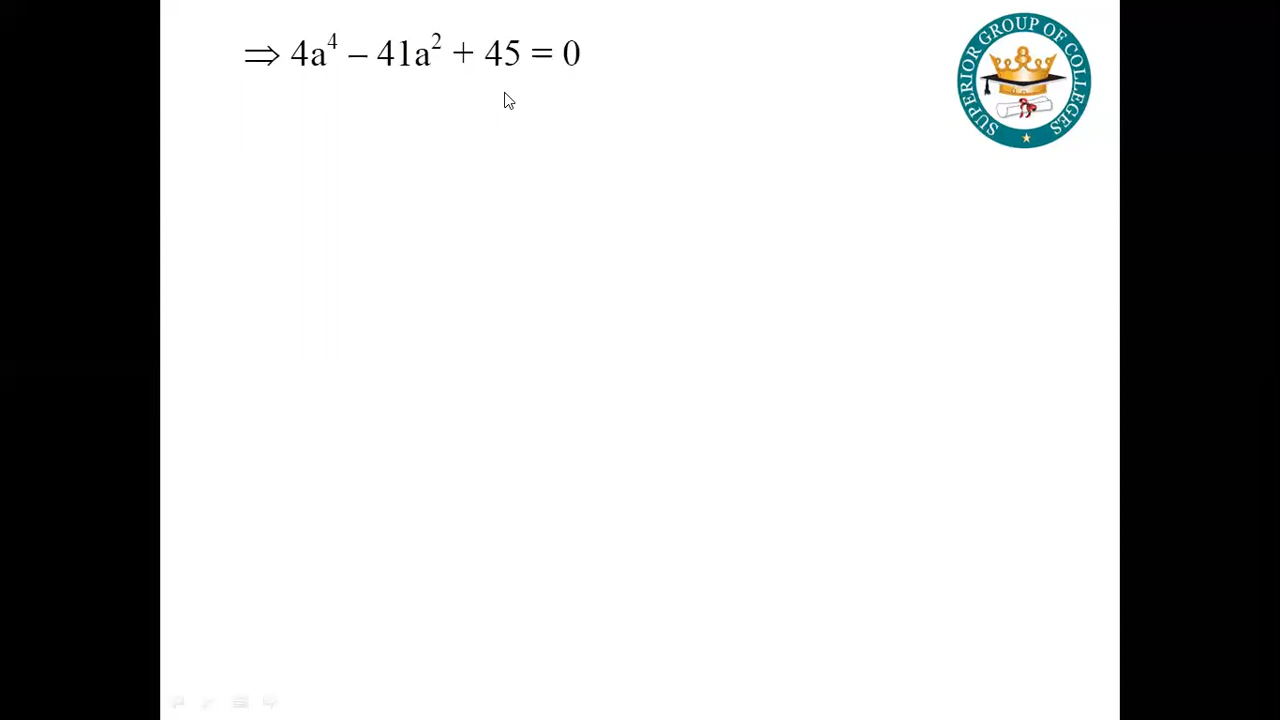 ⇒ 4a⁴ – 41a² + 45 = 0
SUPERIOR GROUP OF COLLEGES